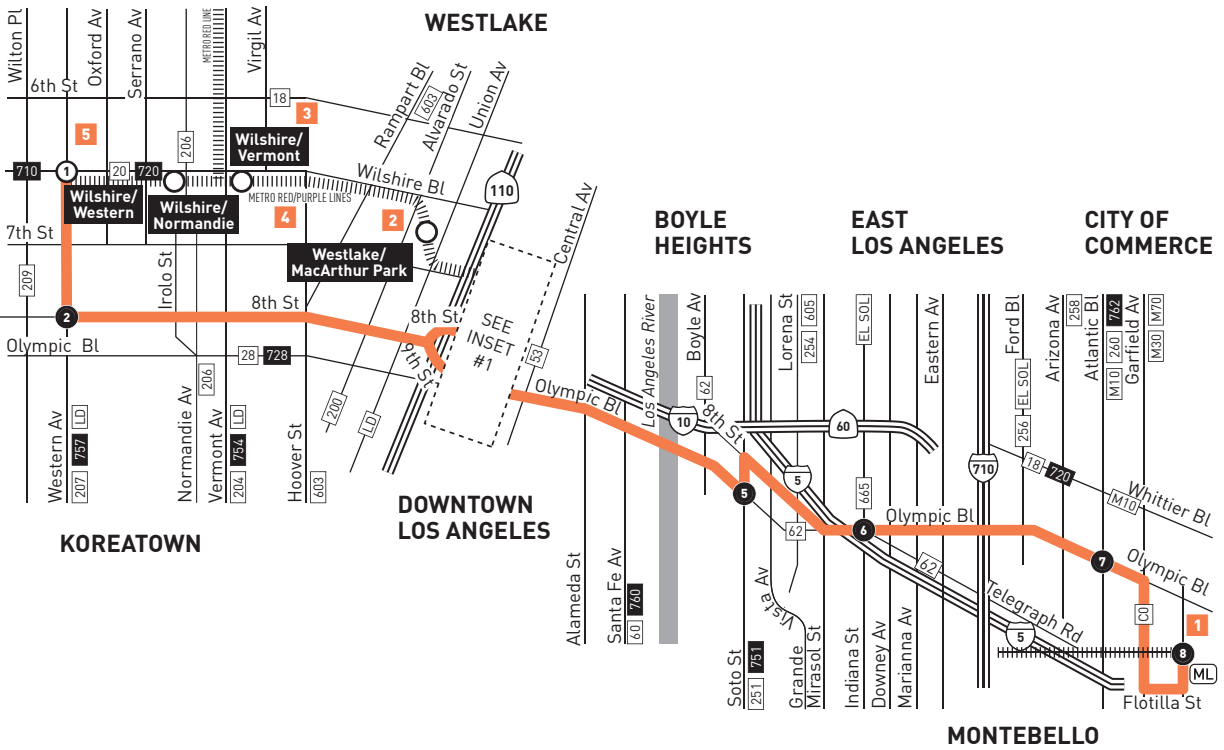 WESTLAKE
Wilton Pl
Oxford Av
Serrano Av
METRO RED LINE
Virgil Av
6th St
18
3
5
206
Rampart Bl
603
Alvarado St
Union Av
Wilshire/
Vermont
710
1
20
720
Wilshire Bl
110
Wilshire/
Western
Wilshire/
Normandie
METRO RED/PURPLE LINES
4
2
Central Av
7th St
Westlake/
MacArthur Park
209
Irolo St
2
8th St
8th St
9th St
SEE
INSET
#1
53
Olympic Bl
28
728
206
200
LD
Western Av
207
757
LD
Normandie Av
Vermont Av
204
754
LD
Hoover St
603
KOREATOWN
DOWNTOWN
LOS ANGELES
BOYLE
HEIGHTS
EAST
LOS ANGELES
CITY OF
COMMERCE
Los Angeles River
Boyle Av
62
Lorena St
254
605
EL SOL
Eastern Av
Ford Bl
256
EL SOL
Arizona Av
258
Atlantic Bl
M10
260
762
Garfield Av
M30
M70
Olympic Bl
10
8th St
60
710
18
720
M10
Whittier Bl
5
5
665
62
6
Olympic Bl
7
Olympic Bl
62
Telegraph Rd
5
CO
1
8
ML
Flotilla St
Alameda St
Santa Fe Av
60
760
Soto St
251
751
Grande
Vista Av
Mirasol St
Indiana St
Downey Av
Marianna Av
MONTEBELLO